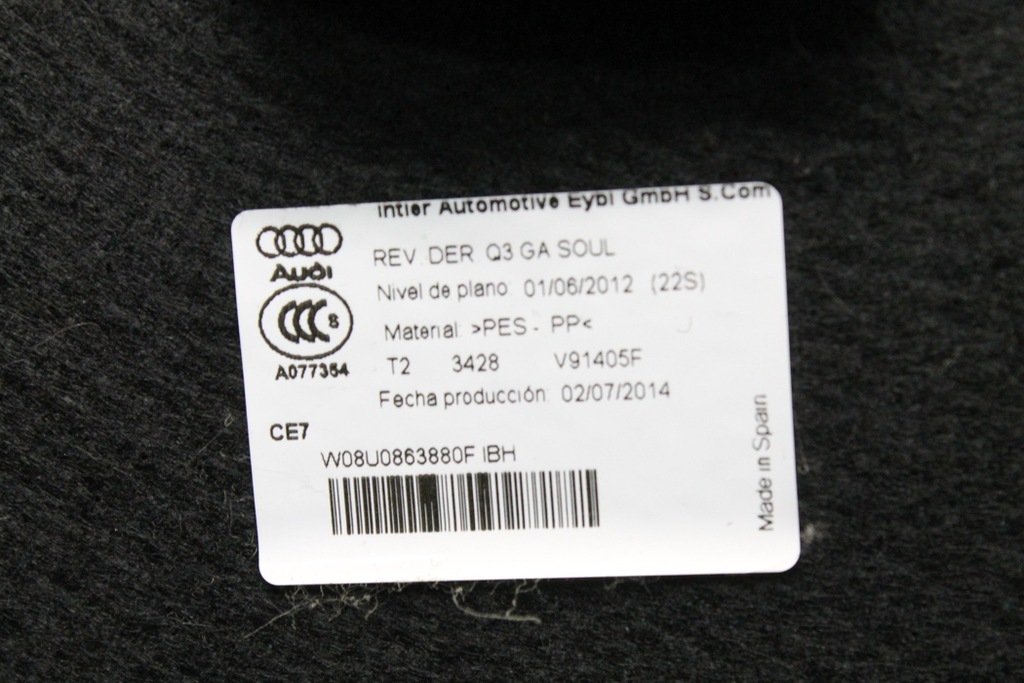 Intier Automotive Eybl GmbH S.Com
Audi
REV. DER. Q3 GA SOUL
Nivel de plano: 01/06/2012 (22S)
CCC S
Material: >PES - PP<
A077354
T2 3428 V91405F
Fecha producción: 02/07/2014
CE7
W08U0863880F IBH
Made in Spain